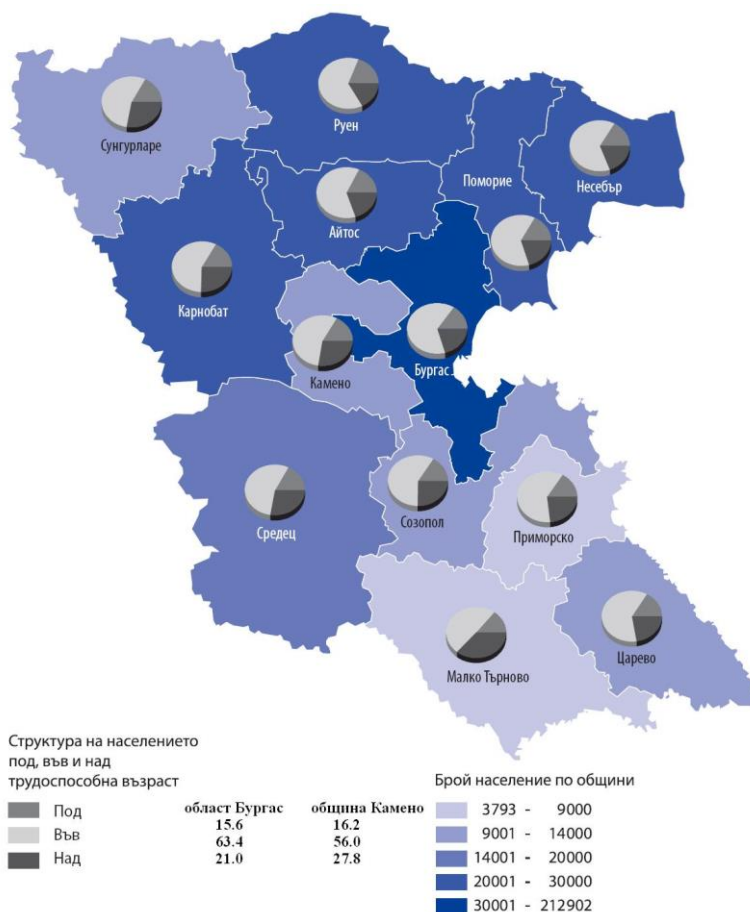 Руен
Сунгурларе
Поморие
Несебър
Айтос
Карнобат
Бургас
Камено
Созопол
Средец
Приморско
Царево
Малко Търново
Структура на населението
под, във и над
трудоспособна възраст
област Бургас община Камено
Под 15.6 16.2
Във 63.4 56.0
Над 21.0 27.8
Брой население по общини
3793 - 9000
9001 - 14000
14001 - 20000
20001 - 30000
30001 - 212902